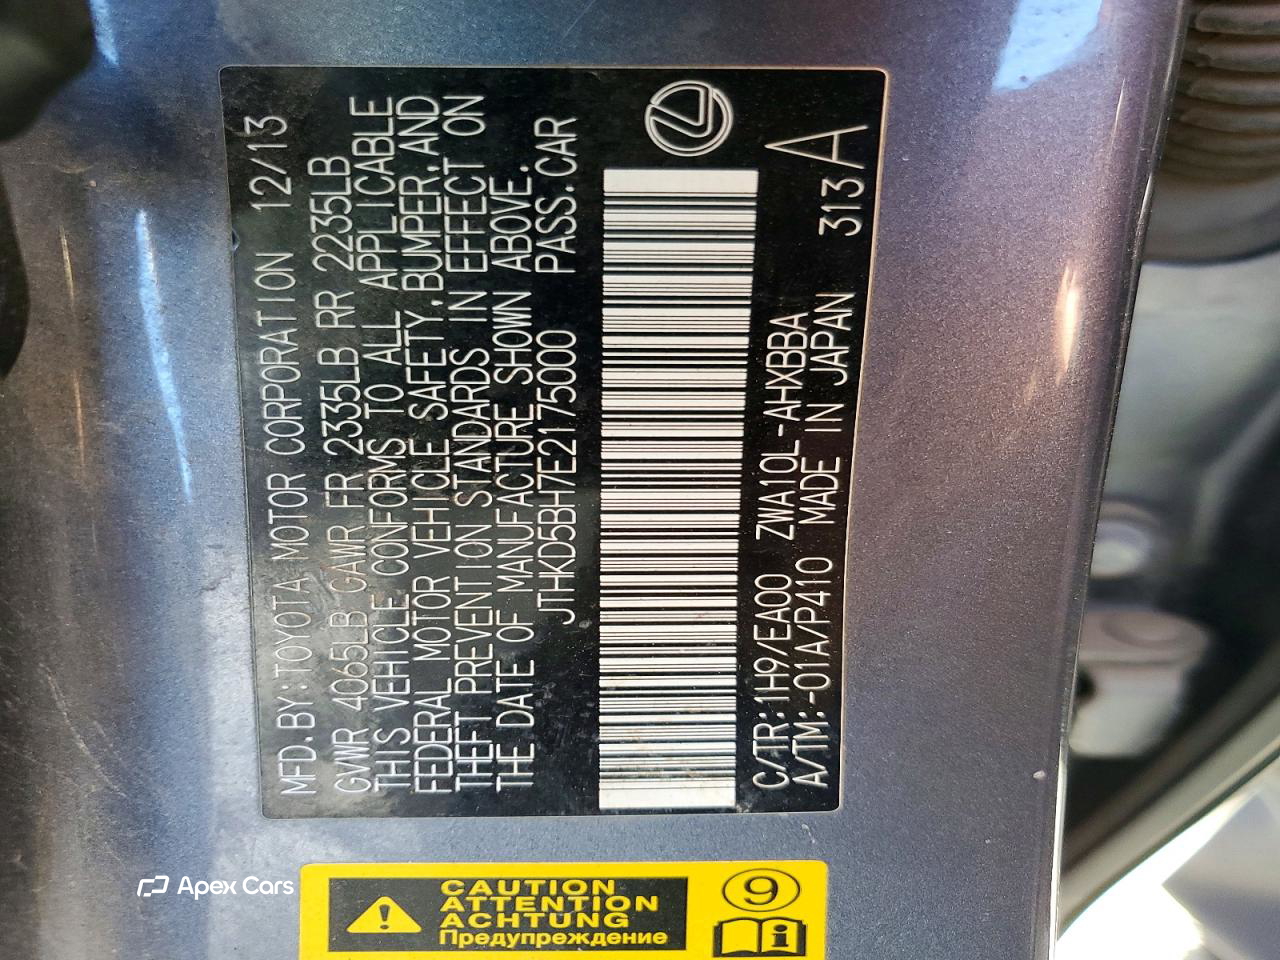 MFD.BY:TOYOTA MOTOR CORPORATION 12/13
GVWR 4065LB GAWR FR 2335LB RR 2235LB
THIS VEHICLE CONFORMS TO ALL APPLICABLE
FEDERAL MOTOR VEHICLE SAFETY,BUMPER,AND
THEFT PREVENTION STANDARDS IN EFFECT ON
THE DATE OF MANUFACTURE SHOWN ABOVE.
JTHKD5BH7E2175000 PASS.CAR
C/TR:1H9/EA00 ZWA10L-AHXBBA
A/TM:-01A/P410 MADE IN JAPAN 313A
CAUTION
ATTENTION
ACHTUNG
Предупреждение
9
i
Apex Cars